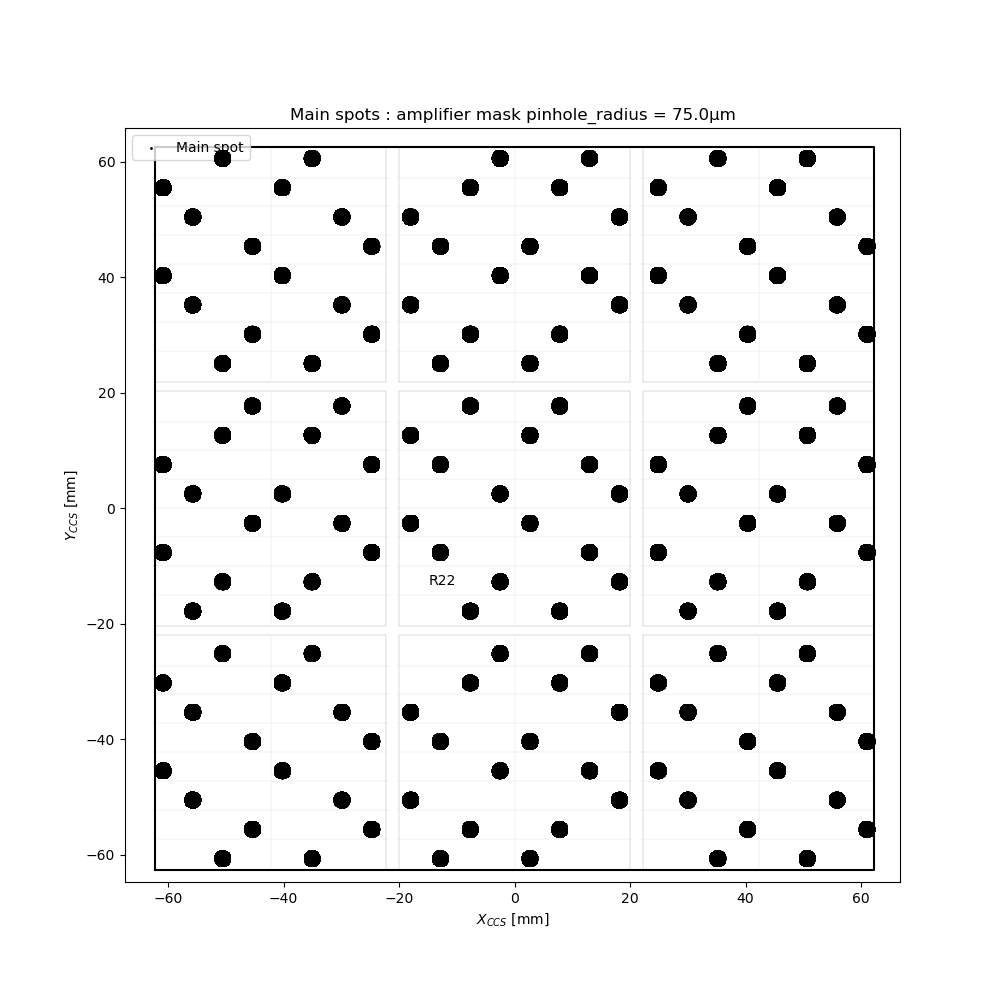 Main spots : amplifier mask pinhole_radius = 75.0μm
Main spot
60
40
20
0
−20
−40
−60
Y_CCS [mm]
R22
−60 −40 −20 0 20 40 60
X_CCS [mm]